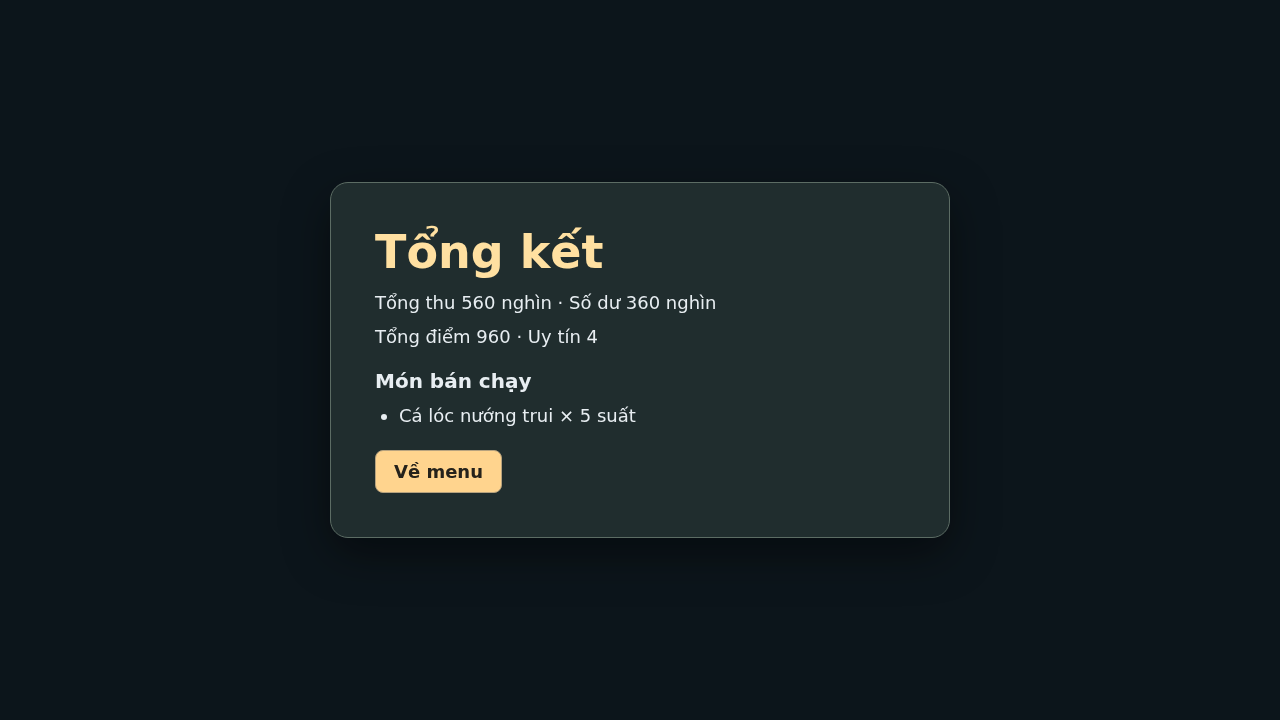 Tổng kết
Tổng thu 560 nghìn · Số dư 360 nghìn
Tổng điểm 960 · Uy tín 4
Món bán chạy
• Cá lóc nướng trui × 5 suất
Về menu